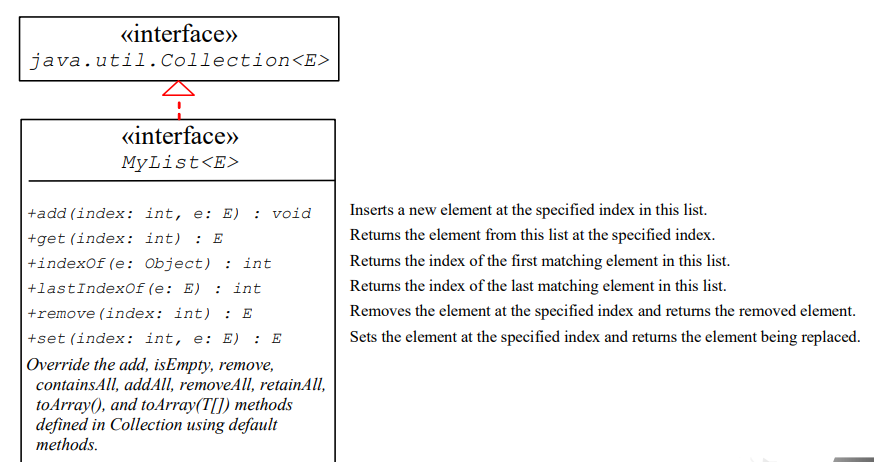 «interface»
java.util.Collection<E>
«interface»
MyList<E>
+add(index: int, e: E) : void
Inserts a new element at the specified index in this list.
+get(index: int) : E
Returns the element from this list at the specified index.
+indexOf(e: Object) : int
Returns the index of the first matching element in this list.
+lastIndexOf(e: E) : int
Returns the index of the last matching element in this list.
+remove(index: int) : E
Removes the element at the specified index and returns the removed element.
+set(index: int, e: E) : E
Sets the element at the specified index and returns the element being replaced.
Override the add, isEmpty, remove,
containsAll, addAll, removeAll, retainAll,
toArray(), and toArray(T[]) methods
defined in Collection using default
methods.